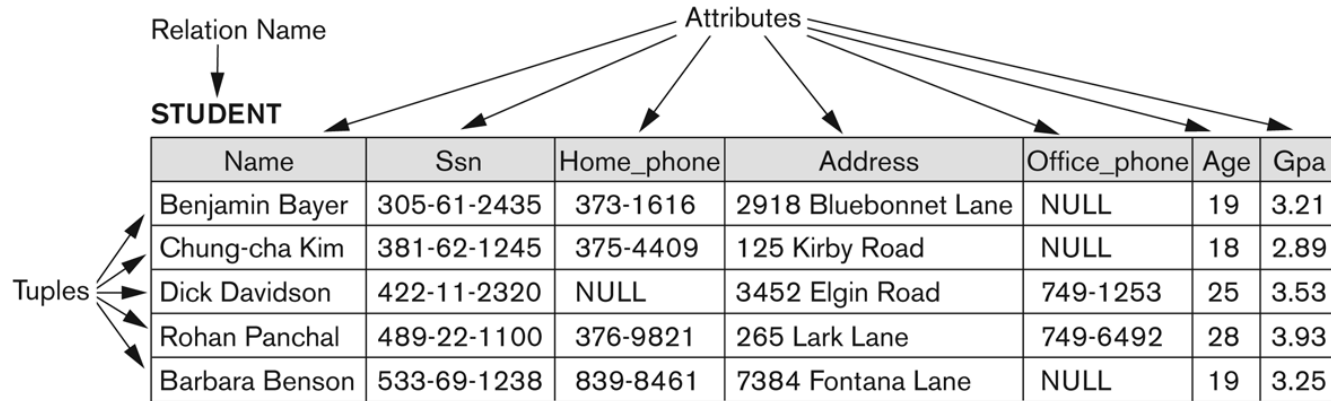 Attributes
Relation Name
STUDENT
Name Ssn Home_phone Address Office_phone Age Gpa
Benjamin Bayer 305-61-2435 373-1616 2918 Bluebonnet Lane NULL 19 3.21
Chung-cha Kim 381-62-1245 375-4409 125 Kirby Road NULL 18 2.89
Tuples Dick Davidson 422-11-2320 NULL 3452 Elgin Road 749-1253 25 3.53
Rohan Panchal 489-22-1100 376-9821 265 Lark Lane 749-6492 28 3.93
Barbara Benson 533-69-1238 839-8461 7384 Fontana Lane NULL 19 3.25